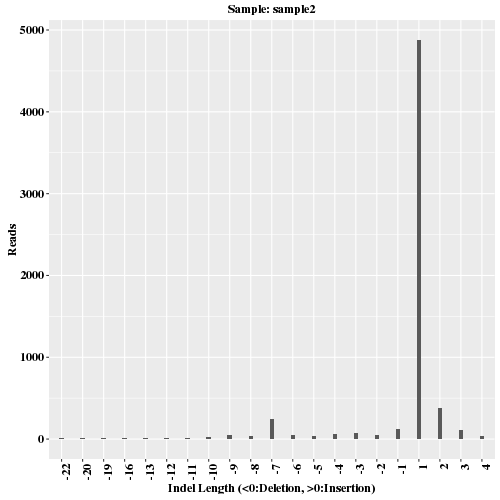 Sample: sample2
Reads
5000
4000
3000
2000
1000
0
-22 -20 -19 -16 -13 -12 -11 -10 -9 -8 -7 -6 -5 -4 -3 -2 -1 1 2 3 4
Indel Length (<0:Deletion, >0:Insertion)